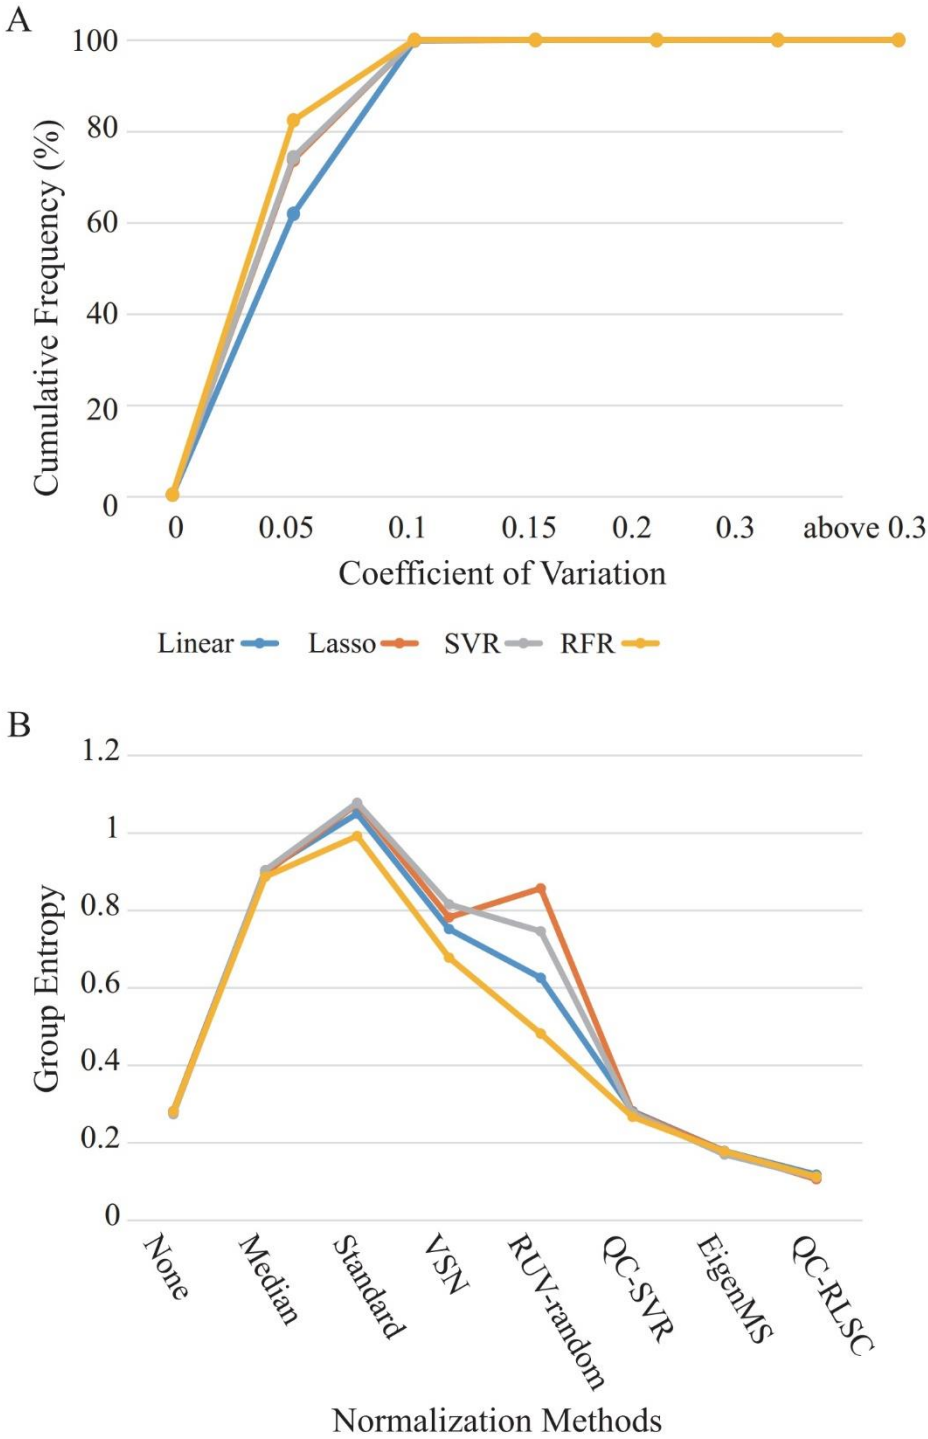 A
100
80
60
40
20
0
Cumulative Frequency (%)
0 0.05 0.1 0.15 0.2 0.3 above 0.3
Coefficient of Variation
Linear Lasso SVR RFR
B
1.2
1
0.8
0.6
0.4
0.2
0
Group Entropy
None
Median
Standard
VSN
RUV-random
QC-SVR
EigenMS
QC-RLSC
Normalization Methods